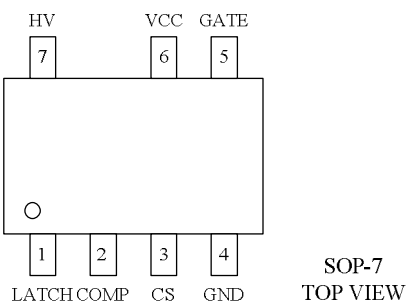 HV VCC GATE
7 6 5
1 2 3 4
LATCH COMP CS GND
SOP-7
TOP VIEW